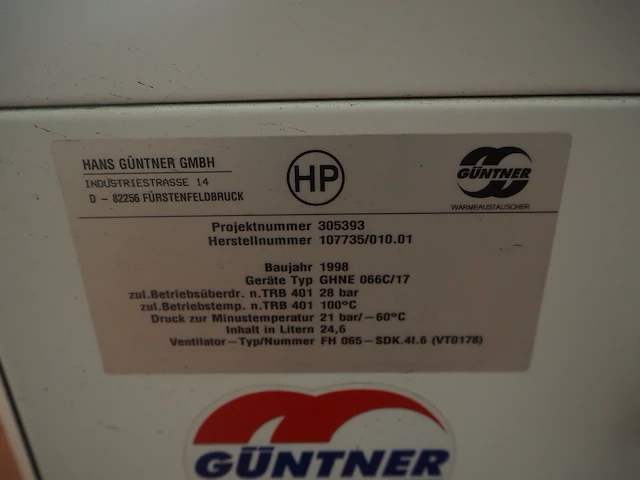 HANS GÜNTNER GMBH
INDUSTRIESTRASSE 14
D - 82256 FÜRSTENFELDBRUCK
HP
GÜNTNER
WÄRMEAUSTAUSCHER
Projektnummer 305393
Herstellnummer 107735/010.01
Baujahr 1998
Geräte Typ GHNE 066C/17
zul.Betriebsüberdr. n.TRB 401 28 bar
zul.Betriebstemp. n.TRB 401 100°C
Druck zur Minustemperatur 21 bar/-60°C
Inhalt in Litern 24,6
Ventilator-Typ/Nummer FH 065-SDK.4I.6 (VT0178)
GÜNTNER